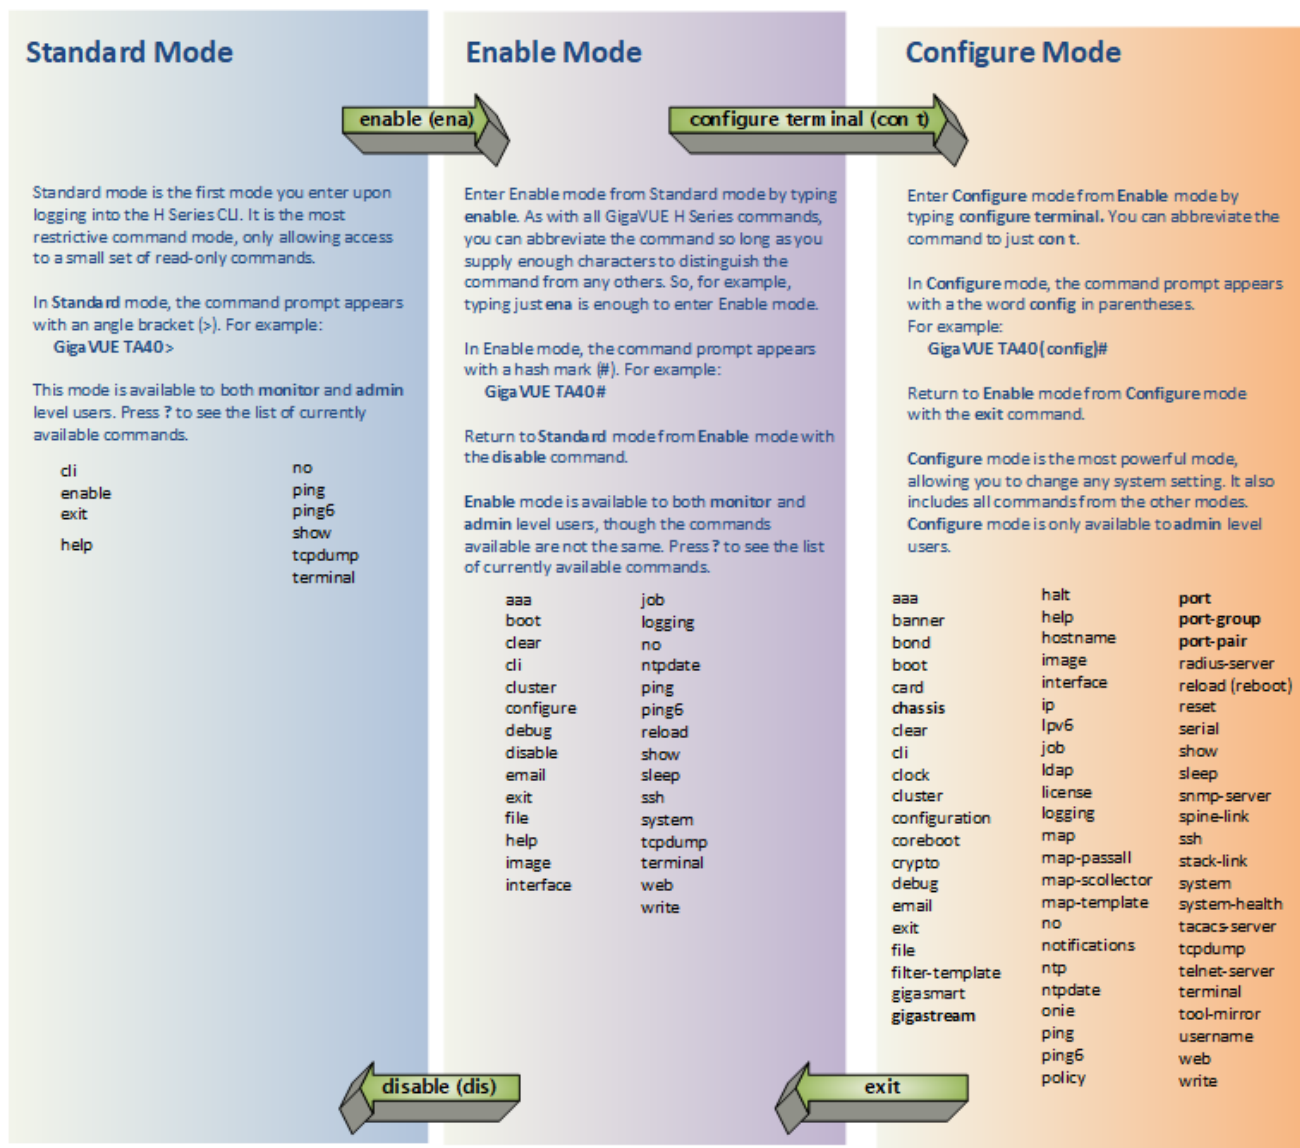 Standard Mode
enable (ena)
Standard mode is the first mode you enter upon
logging into the H Series CLI. It is the most
restrictive command mode, only allowing access
to a small set of read-only commands.
In Standard mode, the command prompt appears
with an angle bracket (>). For example:
GigaVUE TA40>
This mode is available to both monitor and admin
level users. Press ? to see the list of currently
available commands.
cli
enable
exit
help
no
ping
ping6
show
tcpdump
terminal
disable (dis)
Enable Mode
configure terminal (con t)
Enter Enable mode from Standard mode by typing
enable. As with all GigaVUE H Series commands,
you can abbreviate the command so long as you
supply enough characters to distinguish the
command from any others. So, for example,
typing just ena is enough to enter Enable mode.
In Enable mode, the command prompt appears
with a hash mark (#). For example:
GigaVUE TA40#
Return to Standard mode from Enable mode with
the disable command.
Enable mode is available to both monitor and
admin level users, though the commands
available are not the same. Press ? to see the list
of currently available commands.
aaa
boot
clear
cli
cluster
configure
debug
disable
email
exit
file
help
image
interface
job
logging
no
ntpdate
ping
ping6
reload
show
sleep
ssh
system
tcpdump
terminal
web
write
exit
Configure Mode
Enter Configure mode from Enable mode by
typing configure terminal. You can abbreviate the
command to just con t.
In Configure mode, the command prompt appears
with a the word config in parentheses.
For example:
GigaVUE TA40(config)#
Return to Enable mode from Configure mode
with the exit command.
Configure mode is the most powerful mode,
allowing you to change any system setting. It also
includes all commands from the other modes.
Configure mode is only available to admin level
users.
aaa
banner
bond
boot
card
chassis
clear
cli
clock
cluster
configuration
coreboot
crypto
debug
email
exit
file
filter-template
gigasmart
gigastream
halt
help
hostname
image
interface
ip
Ipv6
job
ldap
license
logging
map
map-passall
map-scollector
map-template
no
notifications
ntp
ntpdate
onie
ping
ping6
policy
port
port-group
port-pair
radius-server
reload (reboot)
reset
serial
show
sleep
snmp-server
spine-link
ssh
stack-link
system
system-health
tacacs-server
tcpdump
telnet-server
terminal
tool-mirror
username
web
write